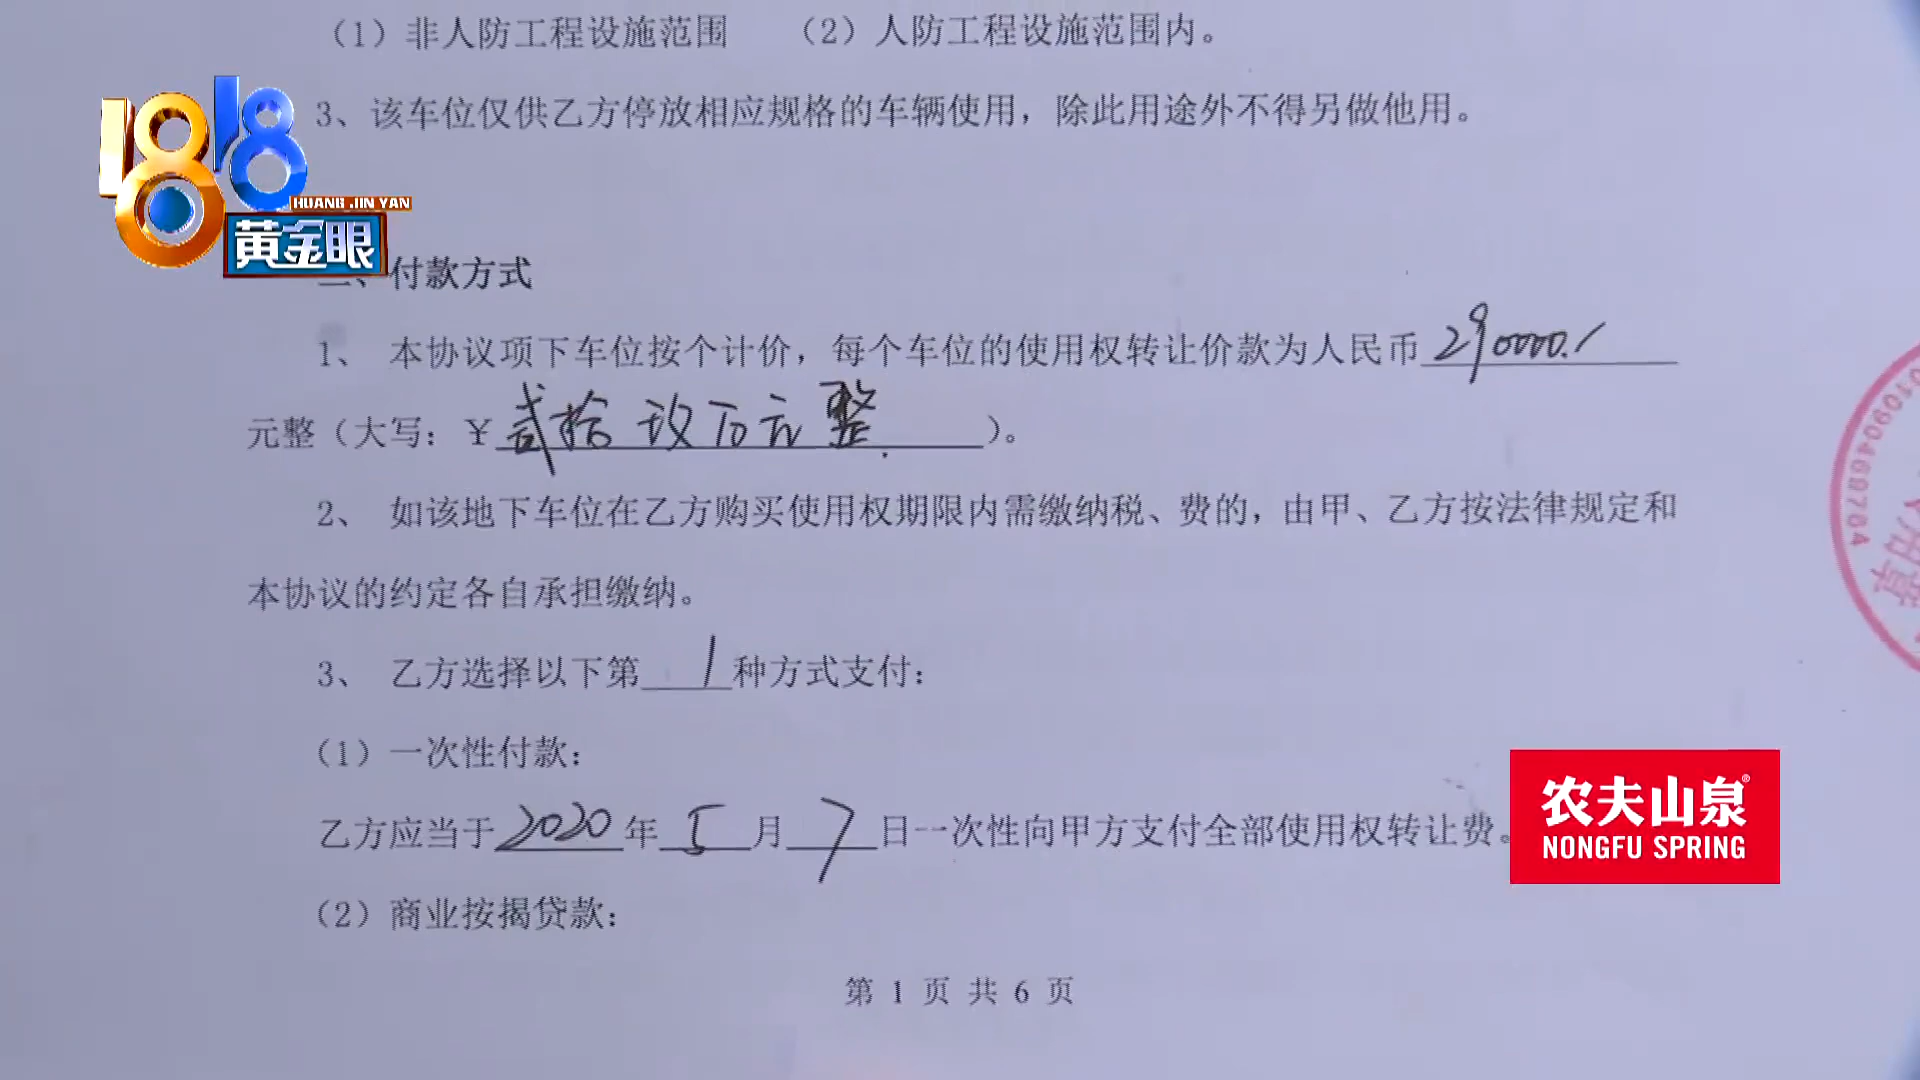 （1）非人防工程设施范围 （2）人防工程设施范围内。
3、该车位仅供乙方停放相应规格的车辆使用，除此用途外不得另做他用。
1818
HUANG JIN YAN
黄金眼
二、付款方式
1、 本协议项下车位按个计价，每个车位的使用权转让价款为人民币290000./
元整（大写：￥贰拾玖万元整）。
2、 如该地下车位在乙方购买使用权期限内需缴纳税、费的，由甲、乙方按法律规定和
本协议的约定各自承担缴纳。
3、 乙方选择以下第1种方式支付：
（1）一次性付款：
乙方应当于2020年5月7日一次性向甲方支付全部使用权转让费。
（2）商业按揭贷款：
第 1 页 共 6 页
农夫山泉®
NONGFU SPRING